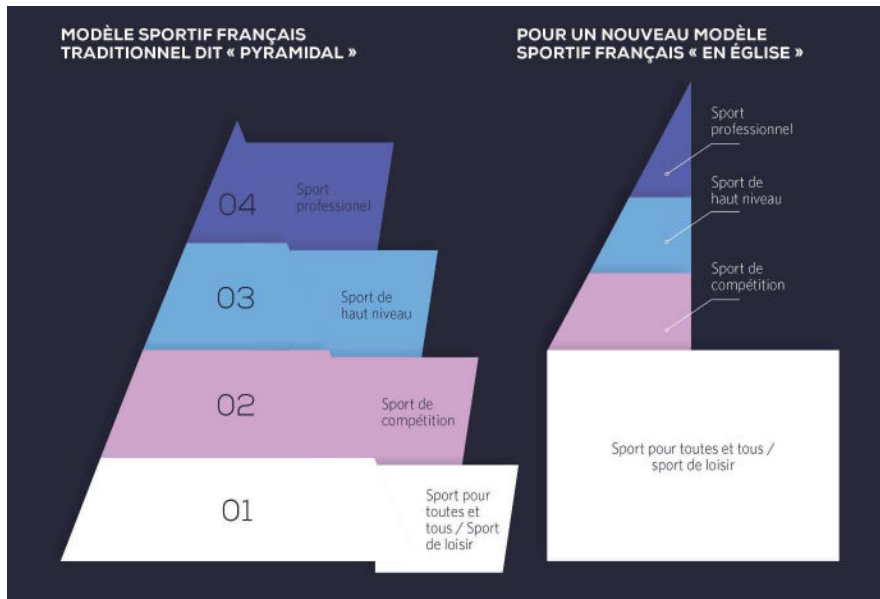 MODÈLE SPORTIF FRANÇAIS
TRADITIONNEL DIT « PYRAMIDAL »
04
Sport
professionel
03
Sport de
haut niveau
02
Sport de
compétition
01
Sport pour
toutes et
tous / Sport
de loisir
POUR UN NOUVEAU MODÈLE
SPORTIF FRANÇAIS « EN ÉGLISE »
Sport
professionnel
Sport de
haut niveau
Sport de
compétition
Sport pour toutes et tous /
sport de loisir